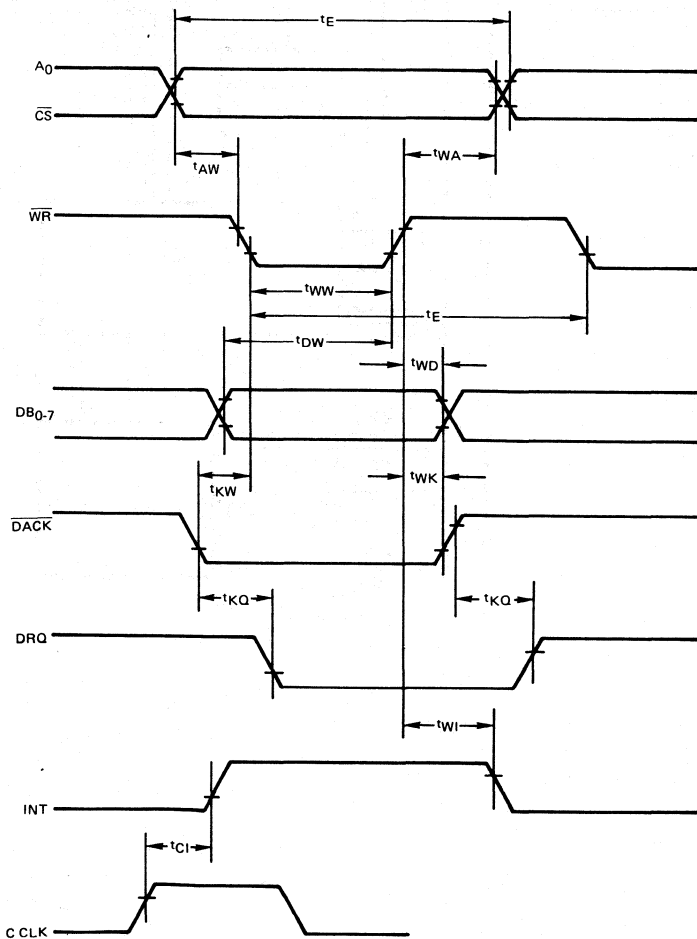 tE
A0
CS
tAW
tWA
WR
tWW
tE
tDW
tWD
DB0-7
tKW
tWK
DACK
tKQ
tKQ
DRQ
tWI
INT
tCI
C CLK